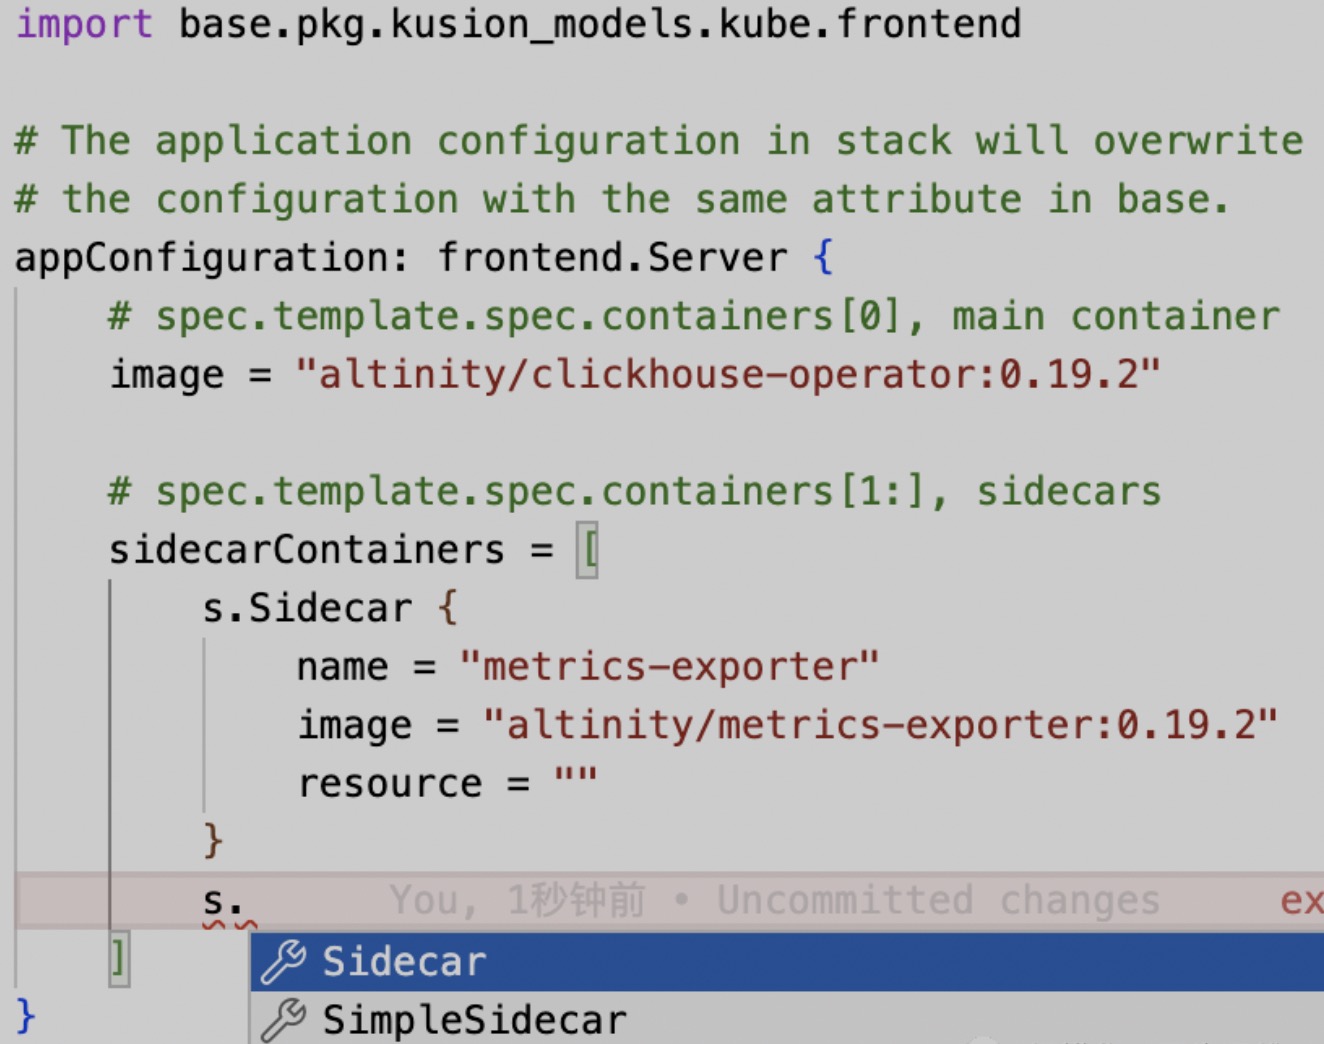 import base.pkg.kusion_models.kube.frontend
# The application configuration in stack will overwrite
# the configuration with the same attribute in base.
appConfiguration: frontend.Server {
# spec.template.spec.containers[0], main container
image = "altinity/clickhouse-operator:0.19.2"
# spec.template.spec.containers[1:], sidecars
sidecarContainers = [
s.Sidecar {
name = "metrics-exporter"
image = "altinity/metrics-exporter:0.19.2"
resource = ""
}
s. You, 1秒钟前 • Uncommitted changes ex
]
Sidecar
}
SimpleSidecar